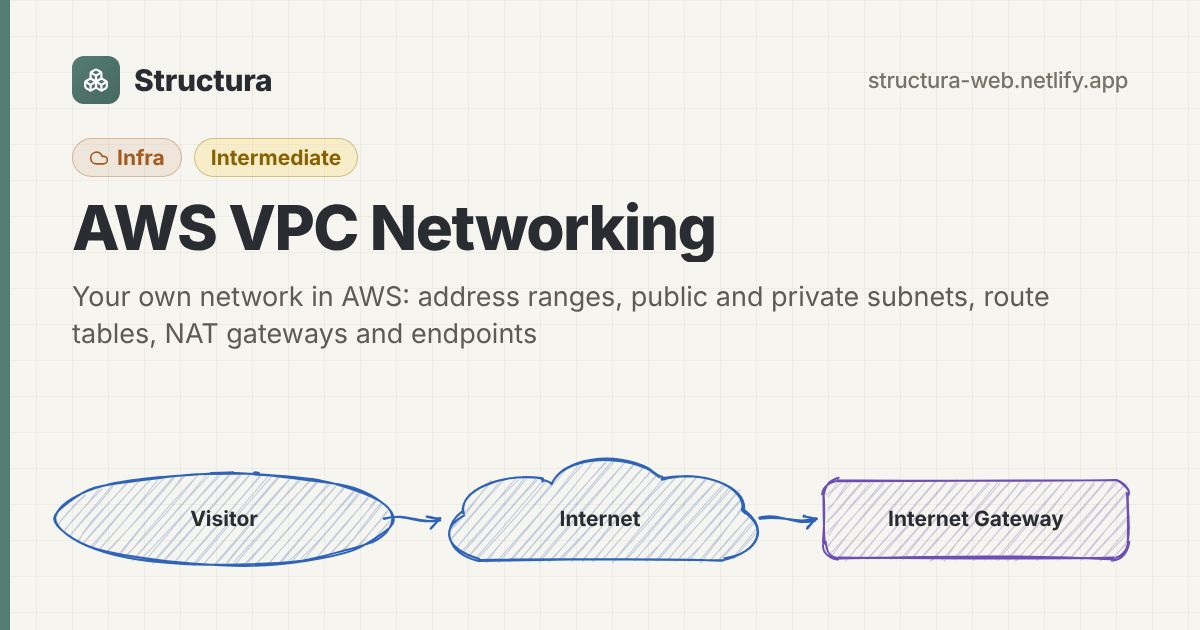 Structura
structura-web.netlify.app
Infra
Intermediate
AWS VPC Networking
Your own network in AWS: address ranges, public and private subnets, route
tables, NAT gateways and endpoints
Visitor
Internet
Internet Gateway